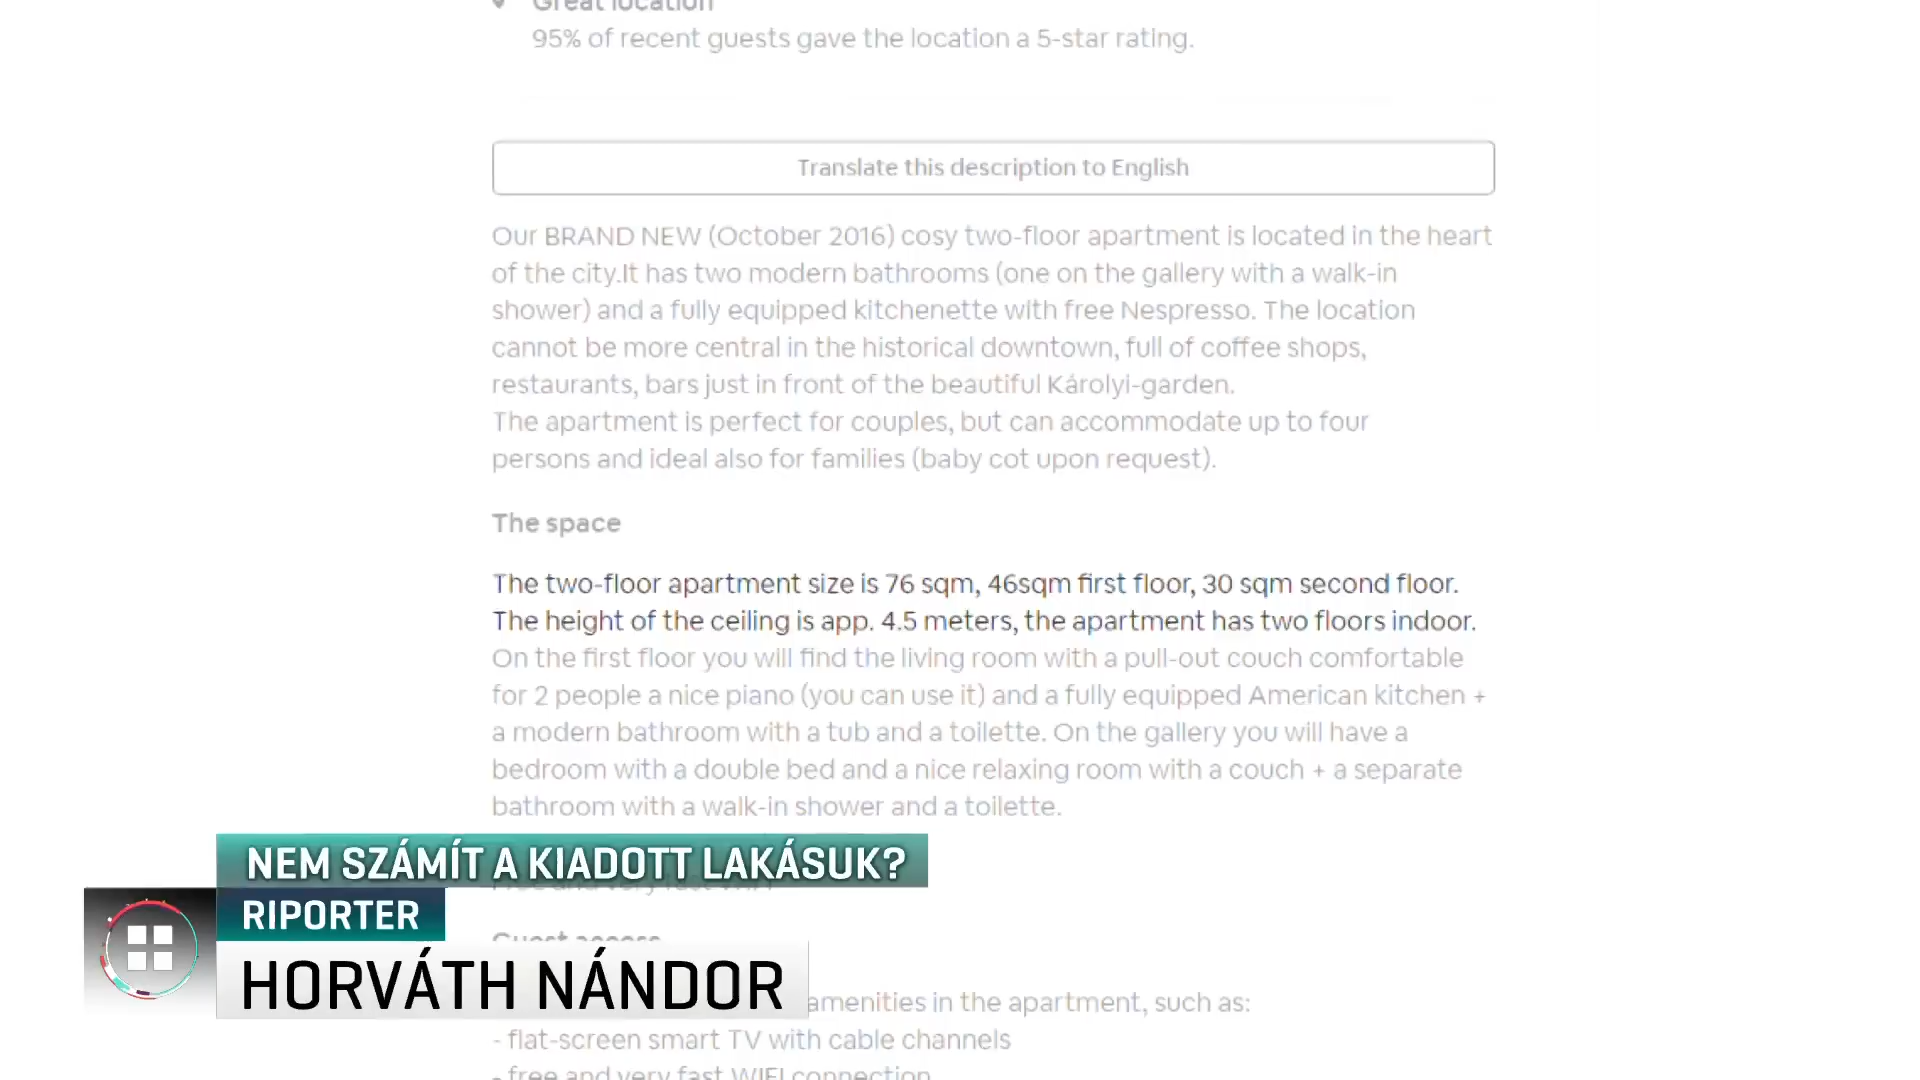 Great location
95% of recent guests gave the location a 5-star rating.
Translate this description to English
Our BRAND NEW (October 2016) cosy two-floor apartment is located in the heart
of the city.It has two modern bathrooms (one on the gallery with a walk-in
shower) and a fully equipped kitchenette with free Nespresso. The location
cannot be more central in the historical downtown, full of coffee shops,
restaurants, bars just in front of the beautiful Károlyi-garden.
The apartment is perfect for couples, but can accommodate up to four
persons and ideal also for families (baby cot upon request).
The space
The two-floor apartment size is 76 sqm, 46sqm first floor, 30 sqm second floor.
The height of the ceiling is app. 4.5 meters, the apartment has two floors indoor.
On the first floor you will find the living room with a pull-out couch comfortable
for 2 people a nice piano (you can use it) and a fully equipped American kitchen +
a modern bathroom with a tub and a toilette. On the gallery you will have a
bedroom with a double bed and a nice relaxing room with a couch + a separate
bathroom with a walk-in shower and a toilette.
NEM SZÁMÍT A KIADOTT LAKÁSUK?
RIPORTER
Guest access
HORVÁTH NÁNDOR
amenities in the apartment, such as:
- flat-screen smart TV with cable channels
- free and very fast WIFI connection